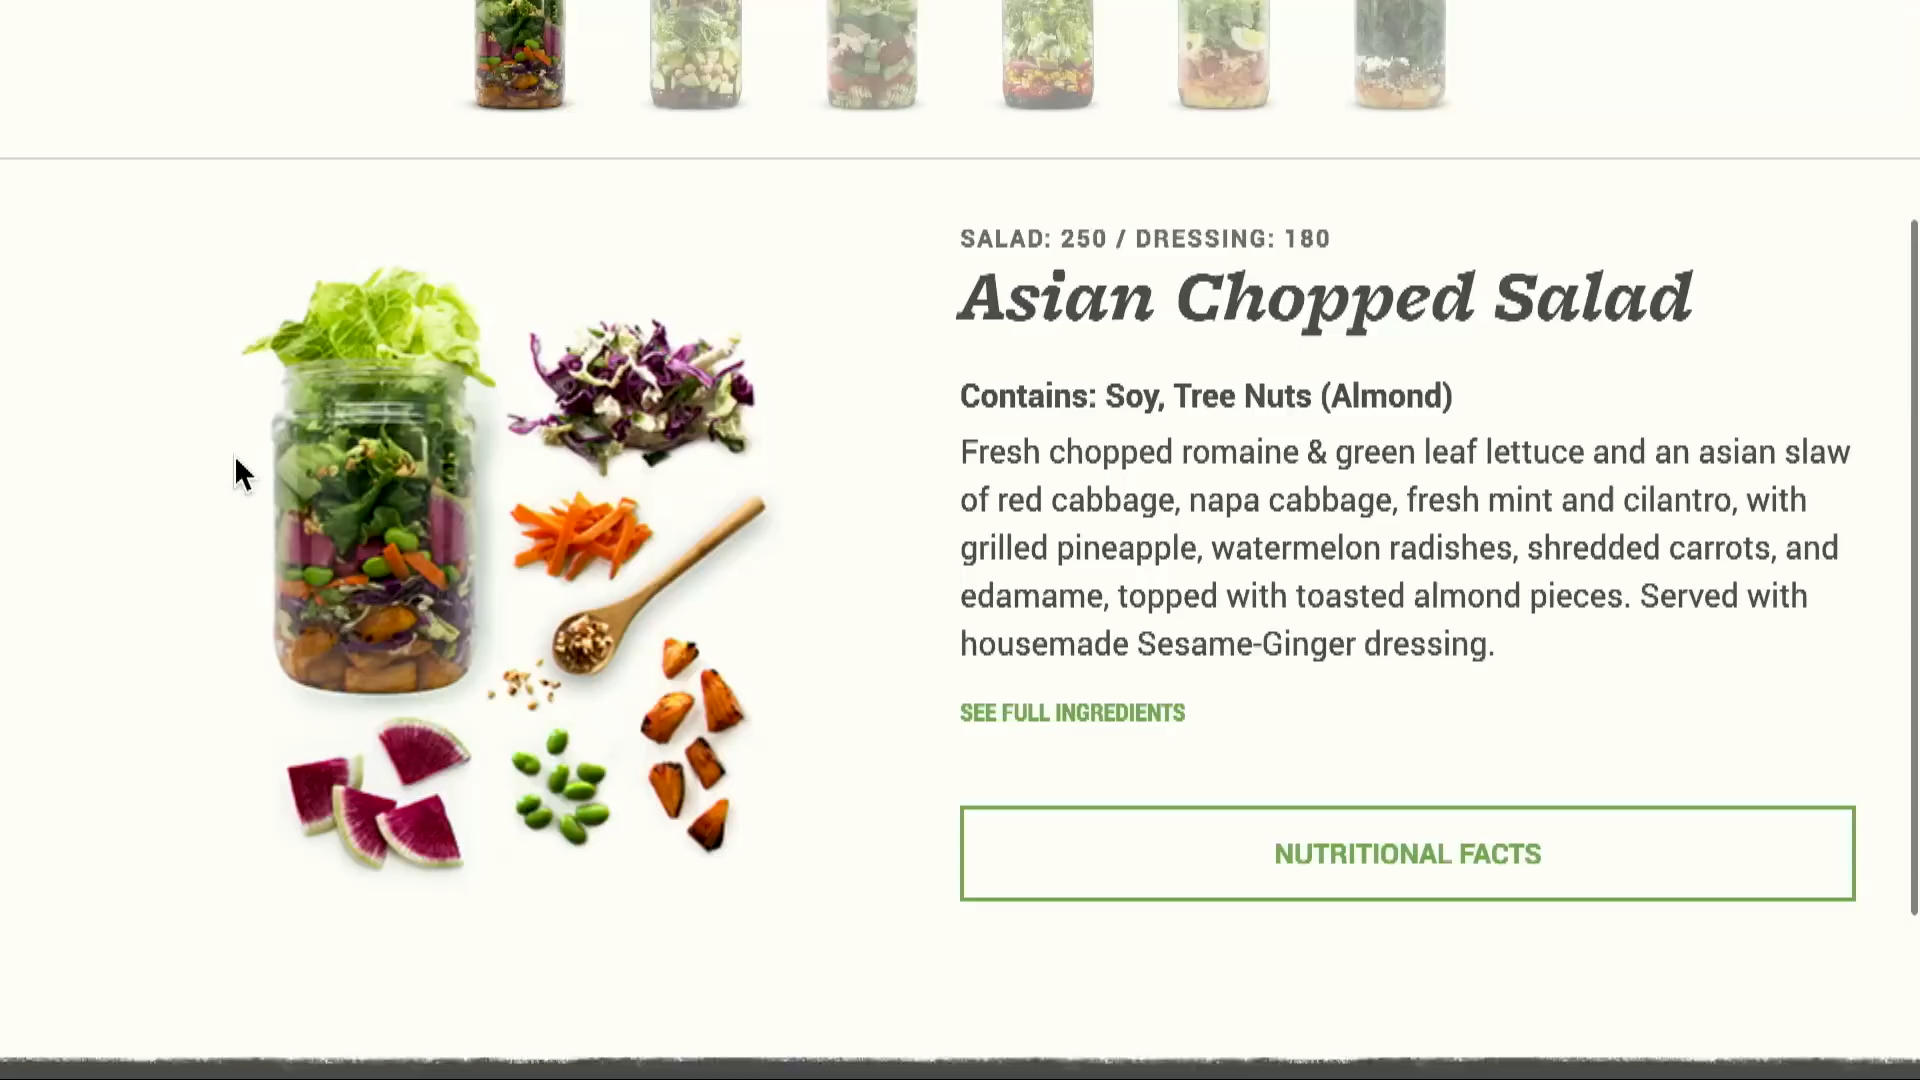 SALAD: 250 / DRESSING: 180
Asian Chopped Salad
Contains: Soy, Tree Nuts (Almond)
Fresh chopped romaine & green leaf lettuce and an asian slaw
of red cabbage, napa cabbage, fresh mint and cilantro, with
grilled pineapple, watermelon radishes, shredded carrots, and
edamame, topped with toasted almond pieces. Served with
housemade Sesame-Ginger dressing.
SEE FULL INGREDIENTS
NUTRITIONAL FACTS